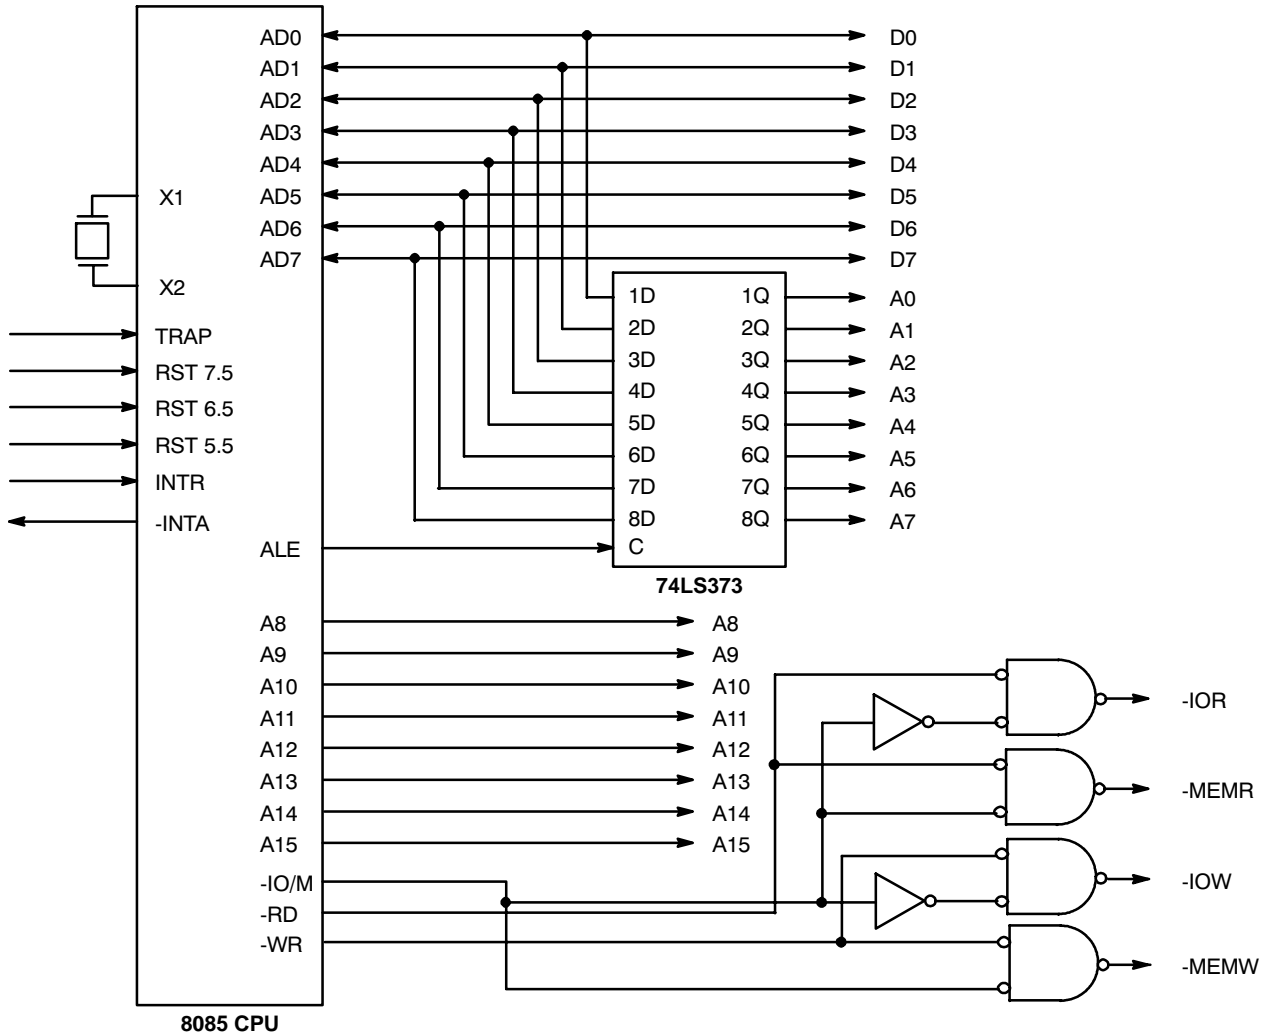 AD0 D0
AD1 D1
AD2 D2
AD3 D3
AD4 D4
X1 AD5 D5
AD6 D6
AD7 D7
X2 1D 1Q A0
TRAP 2D 2Q A1
RST 7.5 3D 3Q A2
4D 4Q A3
RST 6.5 5D 5Q A4
RST 5.5 6D 6Q A5
INTR 7D 7Q A6
-INTA 8D 8Q A7
ALE C
74LS373
A8 A8
A9 A9
A10 A10
A11 A11 -IOR
A12 A12
A13 A13 -MEMR
A14 A14
A15 A15
-IO/M -IOW
-RD
-WR
-MEMW
8085 CPU